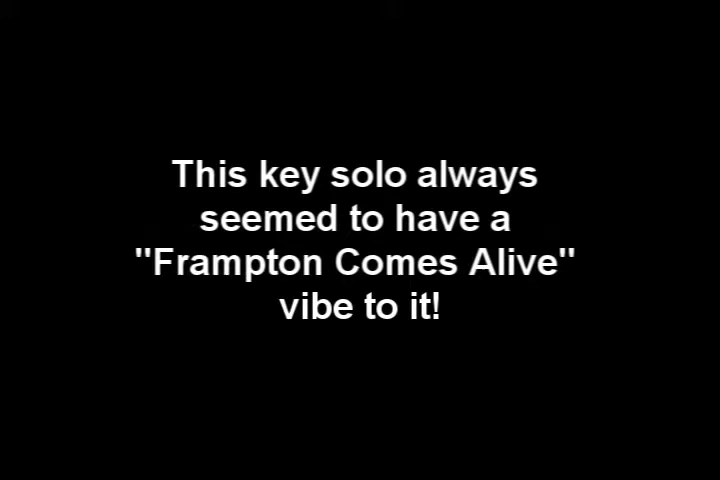 This key solo always
seemed to have a
"Frampton Comes Alive"
vibe to it!